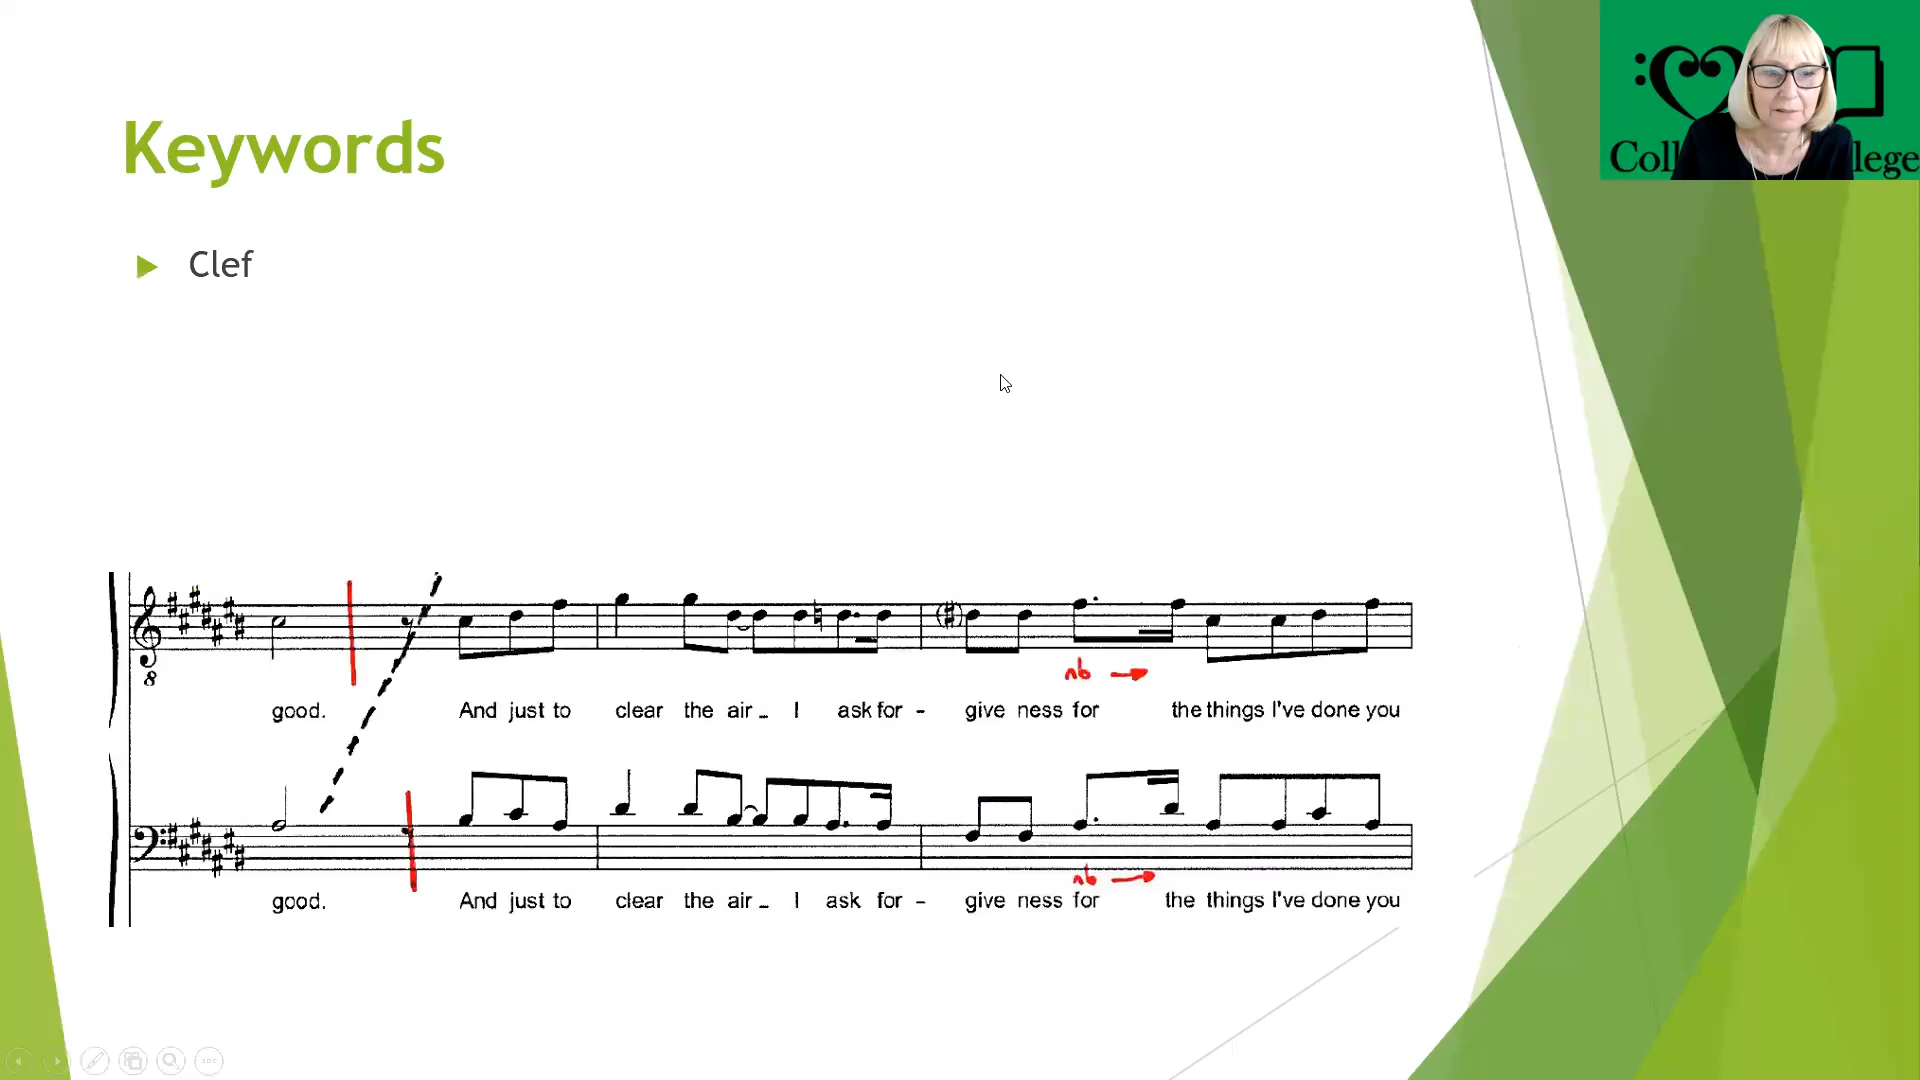 Keywords
Coll lege
Clef
8
nb
good. And just to clear the air I ask for - give ness for the things I've done you
nb
good. And just to clear the air I ask for - give ness for the things I've done you